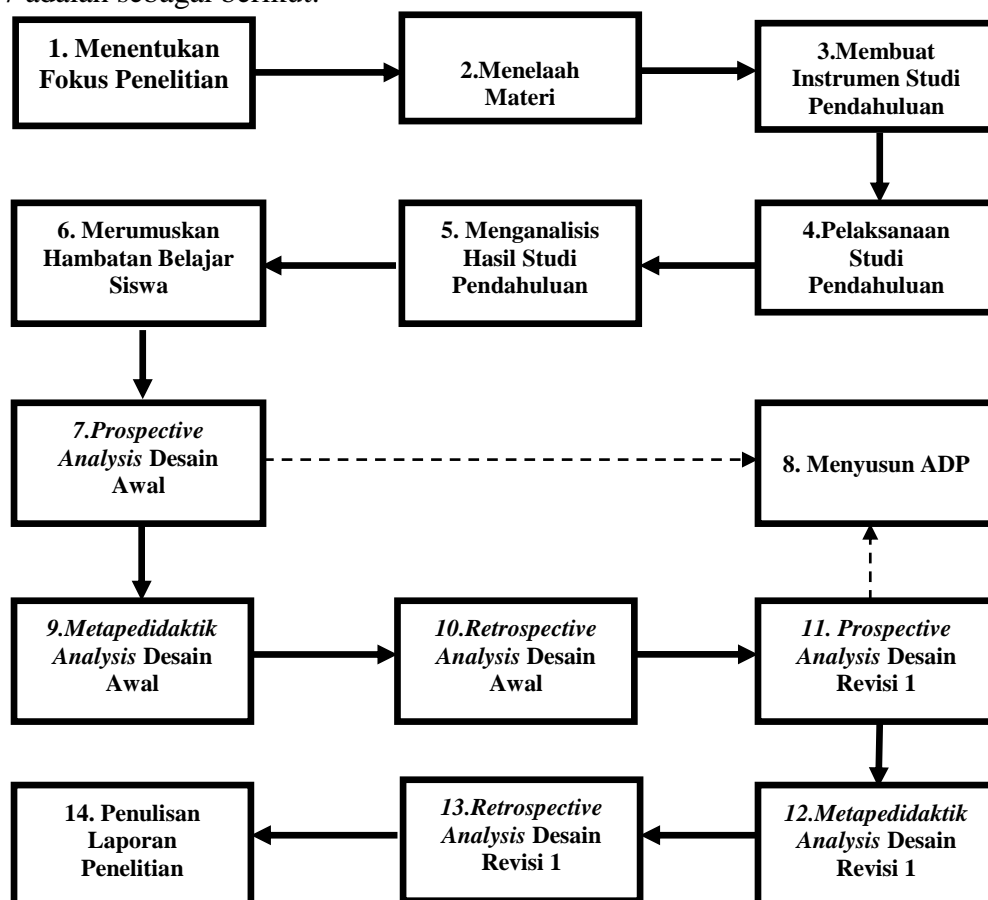 adalah sebagai berikut:
1. Menentukan
Fokus Penelitian
2.Menelaah
Materi
3.Membuat
Instrumen Studi
Pendahuluan
4.Pelaksanaan
Studi
Pendahuluan
5. Menganalisis
Hasil Studi
Pendahuluan
6. Merumuskan
Hambatan Belajar
Siswa
7.Prospective
Analysis Desain
Awal
8. Menyusun ADP
9.Metapedidaktik
Analysis Desain
Awal
10.Retrospective
Analysis Desain
Awal
11. Prospective
Analysis Desain
Revisi 1
12.Metapedidaktik
Analysis Desain
Revisi 1
13.Retrospective
Analysis Desain
Revisi 1
14. Penulisan
Laporan
Penelitian